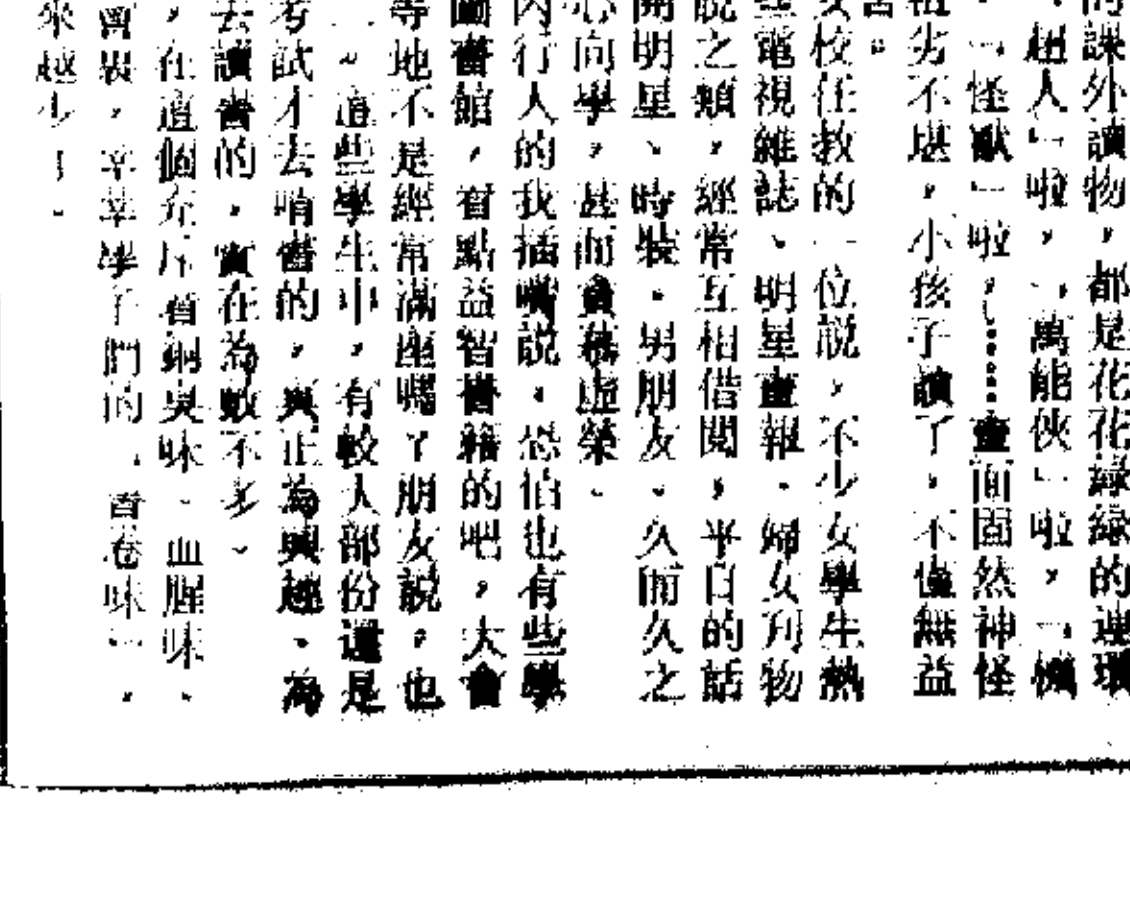 的課外讀物，都是花花綠綠的連環
、「超人」啦，「萬能俠」啦，「機
「怪獸」啦，……畫面固然神怪
粗劣不堪，小孩子讀了，不僅無益
害。
女校任教的一位說，不少女學生熱
電視雜誌、明星畫報、婦女刊物
說之類，經常互相借閱，平日的話
開明星、時裝、男朋友、久而久之
心向學，甚而貪慕虛榮。
內行人的我插嘴說，恐怕也有些學
圖書館，看點益智書籍的吧，大會
等地不是經常滿座嗎？朋友說，也
。這些學生中，有較大部份還是
考試才去啃書的，真正為興趣、為
去讀書的，實在為數不多。
，在這個充斥着銅臭味、血腥味、
會裏，莘莘學子們的「書卷味」，
來越少了。